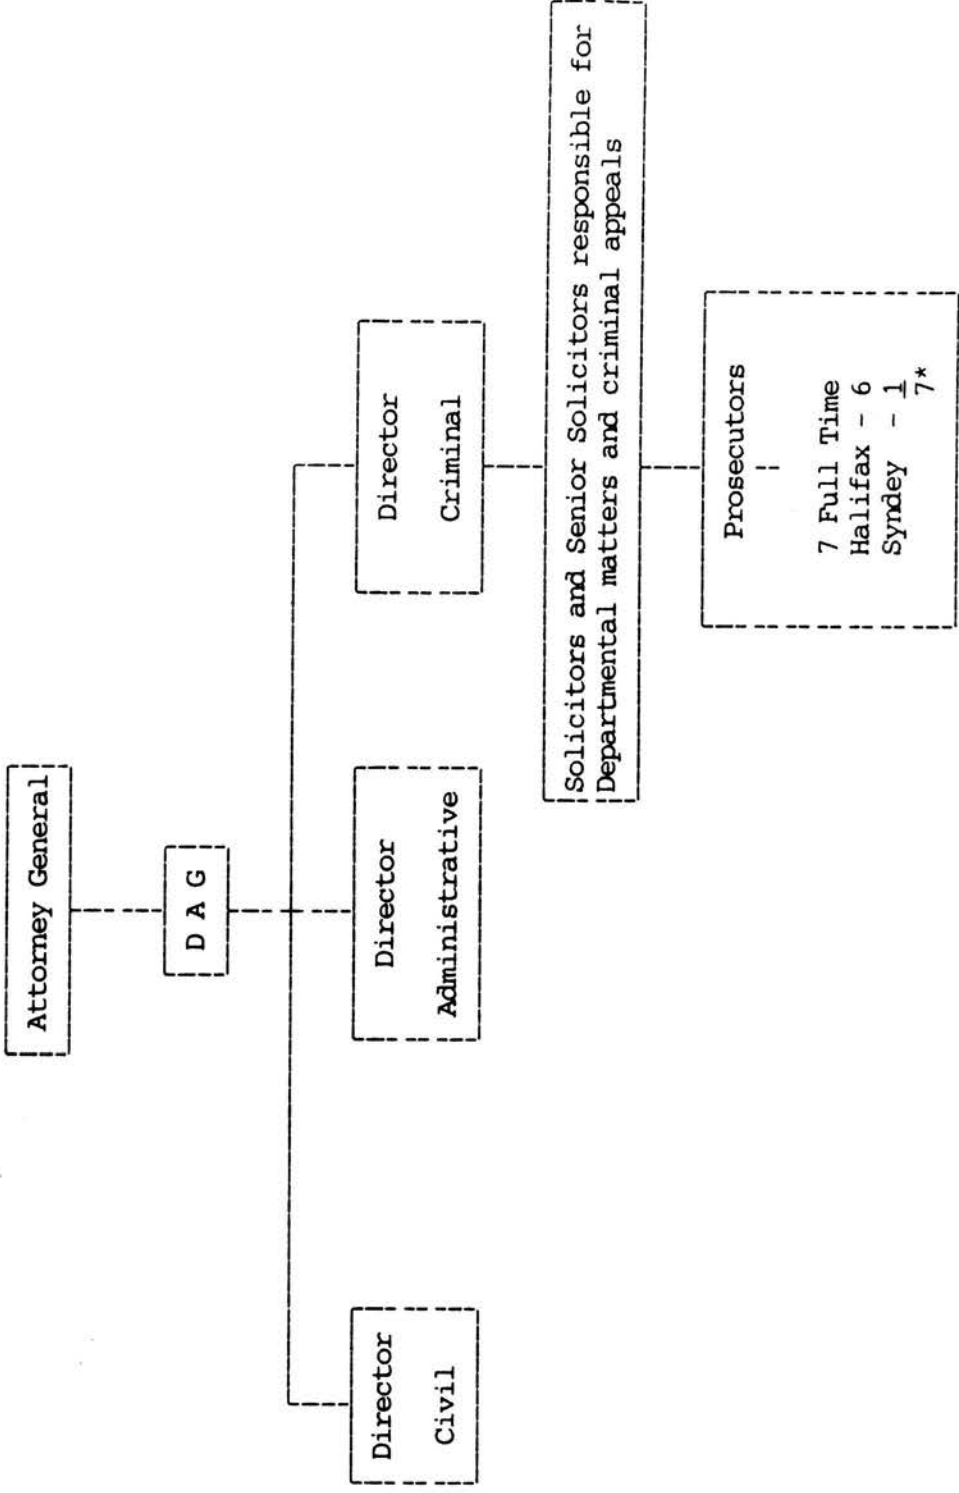 Attorney General
D A G
Director
Civil
Director
Administrative
Director
Criminal
Solicitors and Senior Solicitors responsible for
Departmental matters and criminal appeals
Prosecutors
7 Full Time
Halifax - 6
Syndey - 1
7*